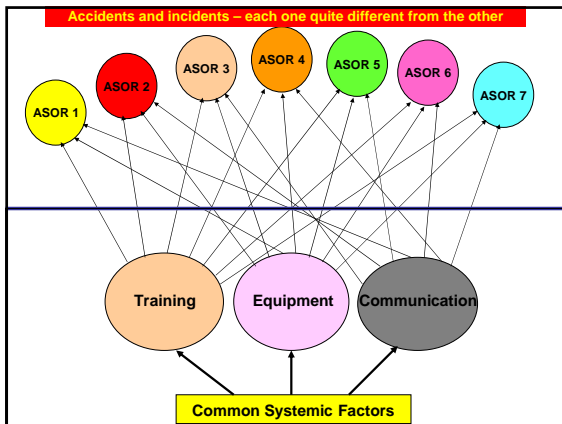 Accidents and incidents – each one quite different from the other
ASOR 1
ASOR 2
ASOR 3
ASOR 4
ASOR 5
ASOR 6
ASOR 7
Training
Equipment
Communication
Common Systemic Factors